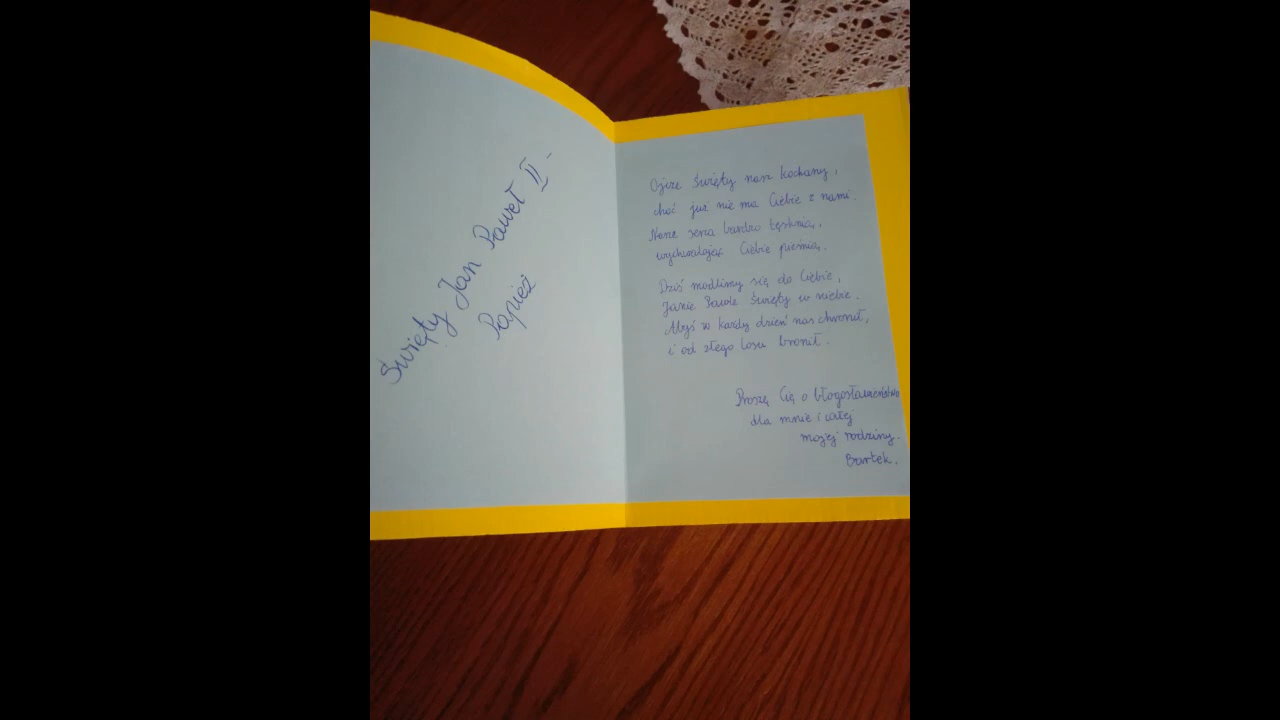 Święty Jan Paweł II -
Papież
Ojcze Święty nasz kochany,
choć już nie ma Ciebie z nami.
Nasze serca bardzo tęsknią,
wychwalając Ciebie pieśnią.
Dziś modlimy się do Ciebie,
Janie Pawle Święty w niebie.
Abyś w każdy dzień nas chronił,
i od złego losu bronił.
Proszę Cię o błogosławieństwo
dla mnie i całej
mojej rodziny.
Bartek.